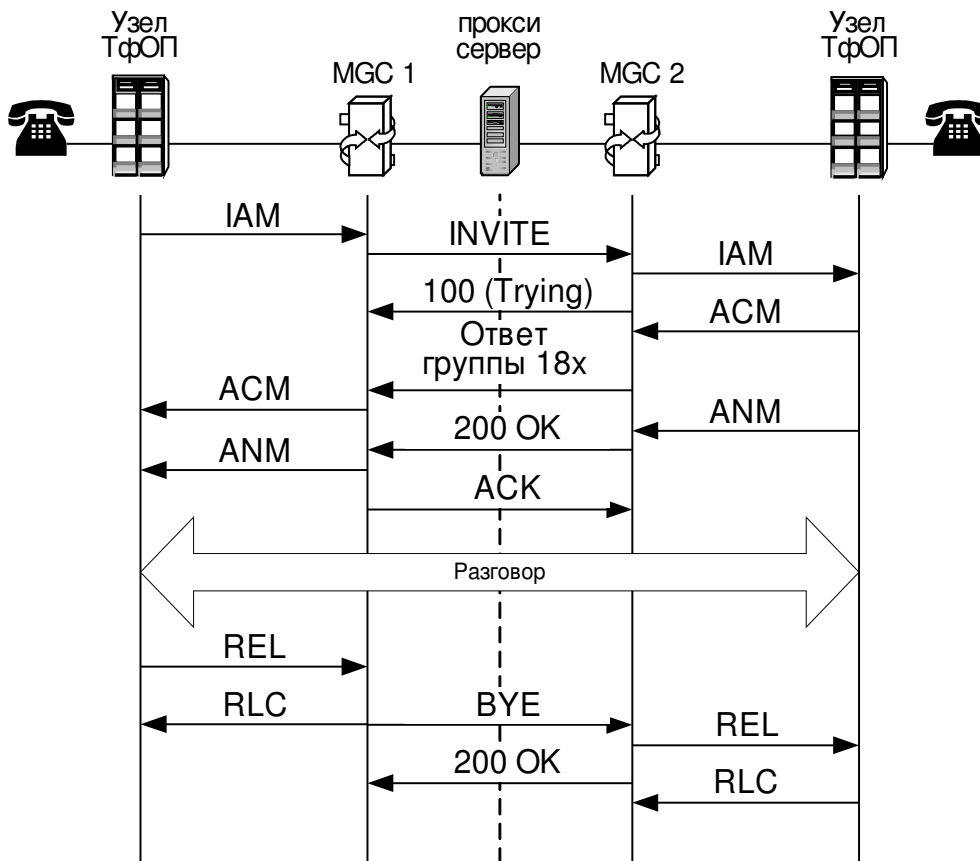 Узел
ТфОП
MGC 1
прокси
сервер
MGC 2
Узел
ТфОП
IAM
INVITE
IAM
100 (Trying)
ACM
Ответ
группы 18x
ACM
ANM
200 OK
ANM
ACK
Разговор
REL
RLC
BYE
REL
200 OK
RLC